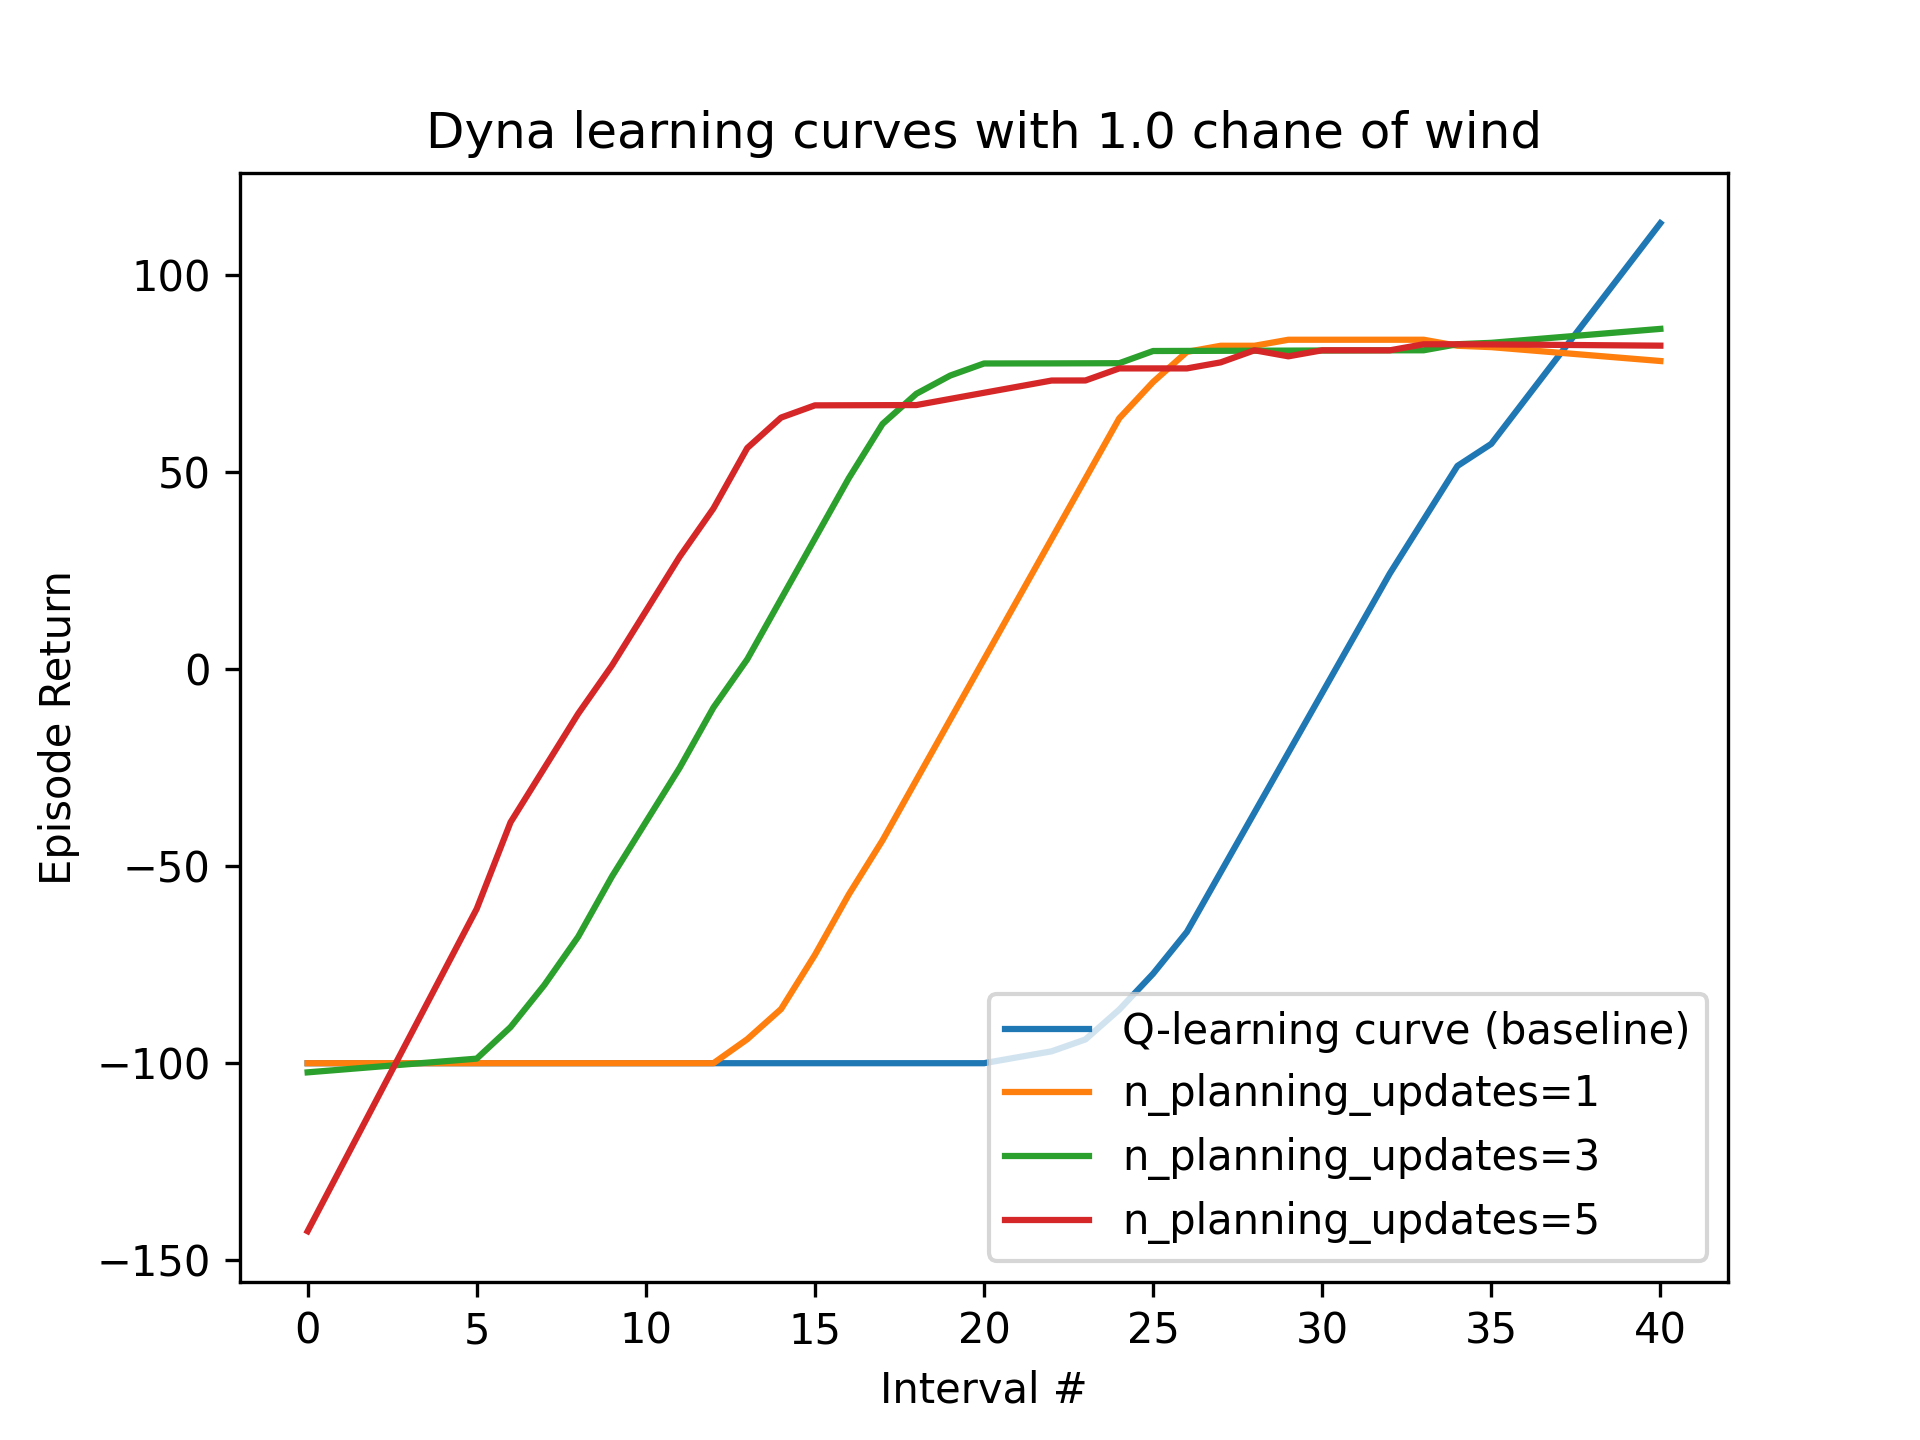 Dyna learning curves with 1.0 chane of wind
Episode Return
100
50
0
−50
−100
−150
Q-learning curve (baseline)
n_planning_updates=1
n_planning_updates=3
n_planning_updates=5
0 5 10 15 20 25 30 35 40
Interval #